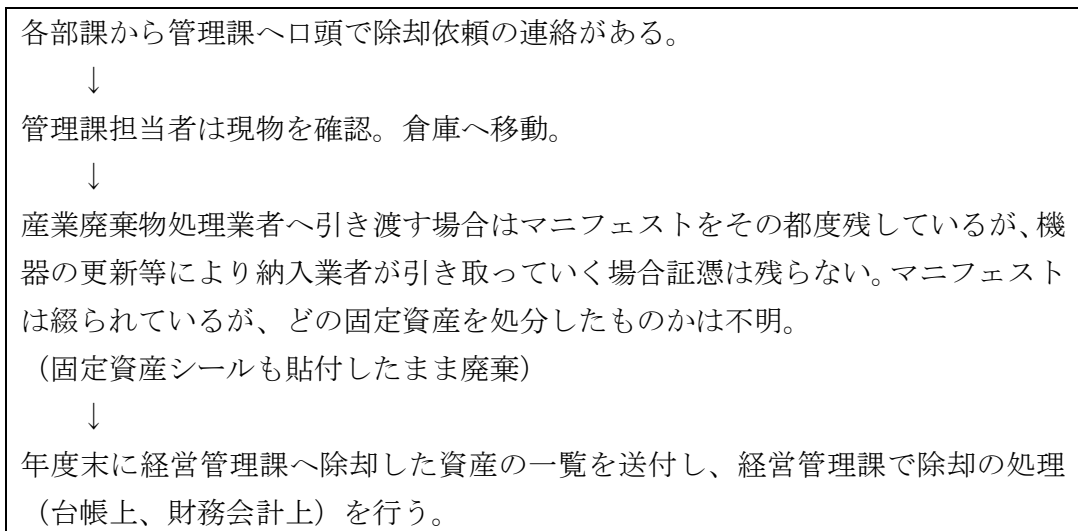 各部課から管理課へ口頭で除却依頼の連絡がある。
↓
管理課担当者は現物を確認。倉庫へ移動。
↓
産業廃棄物処理業者へ引き渡す場合はマニフェストをその都度残しているが、機
器の更新等により納入業者が引き取っていく場合証憑は残らない。マニフェスト
は綴られているが、どの固定資産を処分したものかは不明。
（固定資産シールも貼付したまま廃棄）
↓
年度末に経営管理課へ除却した資産の一覧を送付し、経営管理課で除却の処理
（台帳上、財務会計上）を行う。